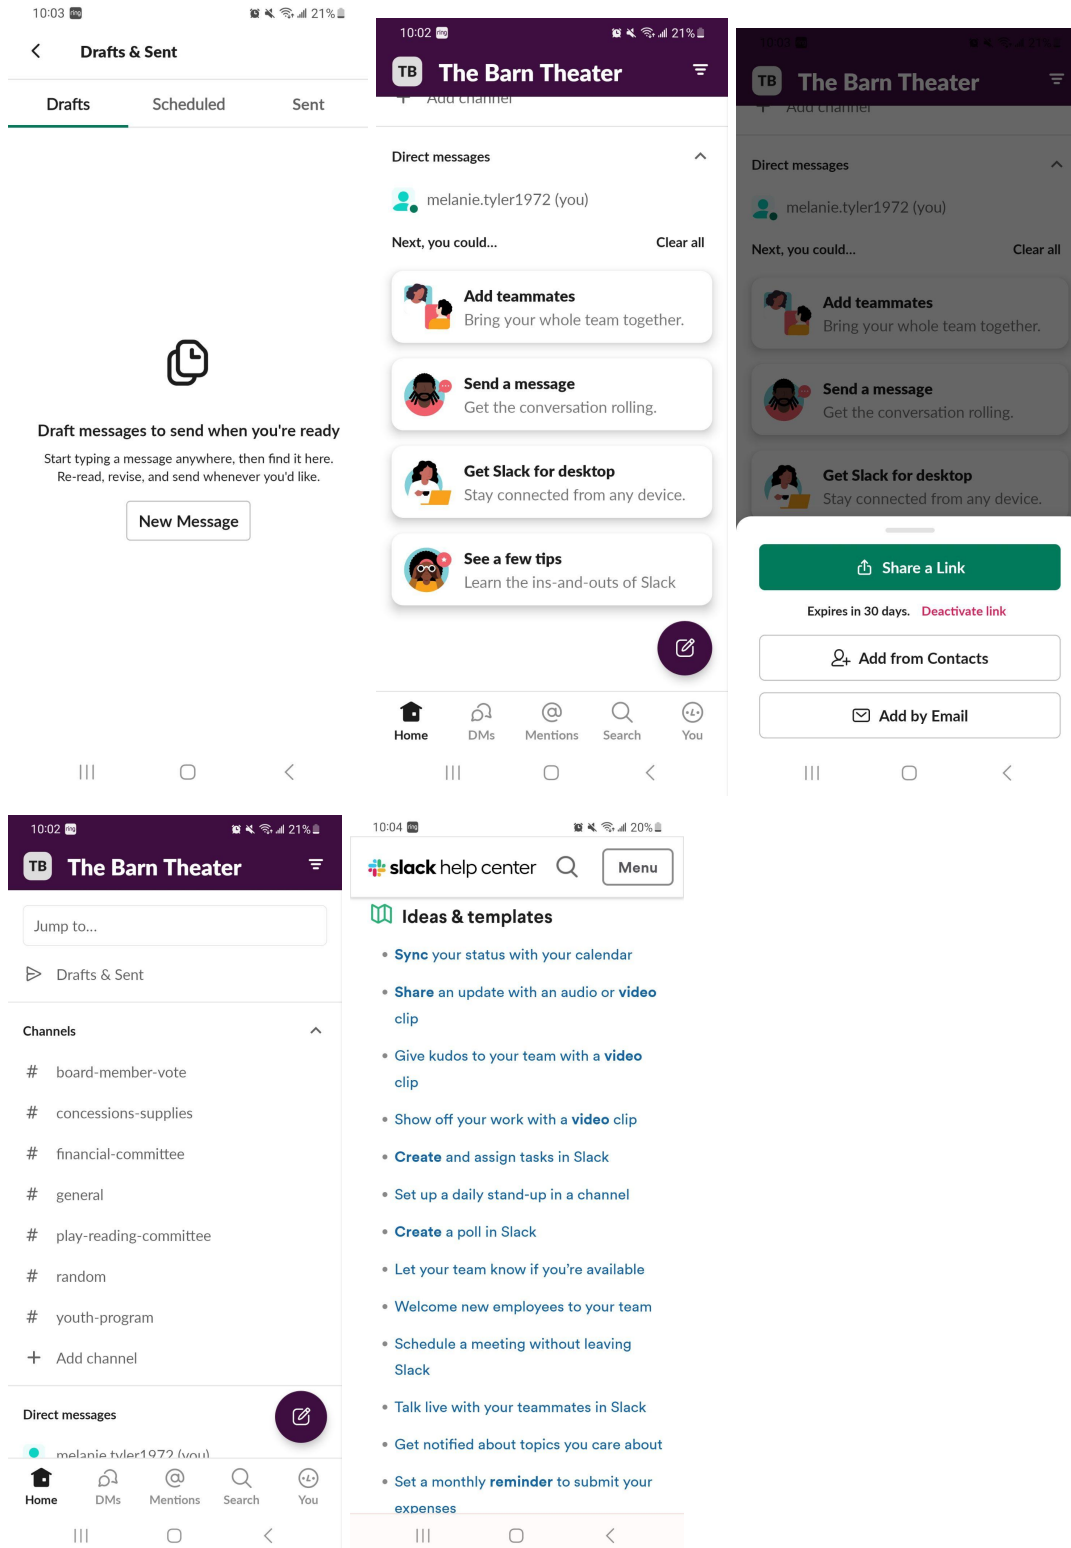 10:03 ring 21%
Drafts & Sent
Drafts Scheduled Sent
Draft messages to send when you're ready
Start typing a message anywhere, then find it here.
Re-read, revise, and send whenever you'd like.
New Message
10:02 ring 21%
TB The Barn Theater
Add channel
Direct messages
melanie.tyler1972 (you)
Next, you could... Clear all
Add teammates
Bring your whole team together.
Send a message
Get the conversation rolling.
Get Slack for desktop
Stay connected from any device.
See a few tips
Learn the ins-and-outs of Slack
Home DMs Mentions Search You
10:03 21%
TB The Barn Theater
Add channel
Direct messages
melanie.tyler1972 (you)
Next, you could... Clear all
Add teammates
Bring your whole team together.
Send a message
Get the conversation rolling.
Get Slack for desktop
Stay connected from any device.
Share a Link
Expires in 30 days. Deactivate link
Add from Contacts
Add by Email
10:02 ring 21%
TB The Barn Theater
Jump to...
Drafts & Sent
Channels
# board-member-vote
# concessions-supplies
# financial-committee
# general
# play-reading-committee
# random
# youth-program
+ Add channel
Direct messages
melanie.tyler1972 (you)
Home DMs Mentions Search You
10:04 ring 20%
slack help center Menu
Ideas & templates
• Sync your status with your calendar
• Share an update with an audio or video
clip
• Give kudos to your team with a video
clip
• Show off your work with a video clip
• Create and assign tasks in Slack
• Set up a daily stand-up in a channel
• Create a poll in Slack
• Let your team know if you're available
• Welcome new employees to your team
• Schedule a meeting without leaving
Slack
• Talk live with your teammates in Slack
• Get notified about topics you care about
• Set a monthly reminder to submit your
expenses